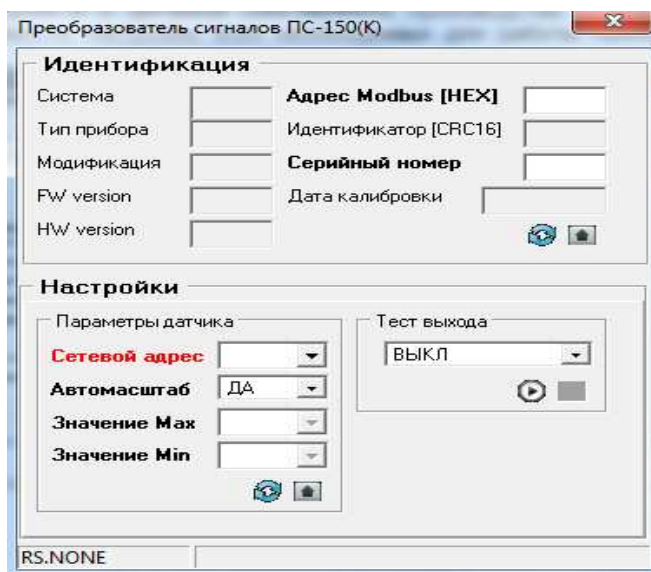 Преобразователь сигналов ПС-150(К)
Идентификация
Система
Адрес Modbus [HEX]
Тип прибора
Идентификатор [CRC16]
Модификация
Серийный номер
FW version
Дата калибровки
HW version
Настройки
Параметры датчика
Тест выхода
Сетевой адрес
ВЫКЛ
Автомасштаб ДА
Значение Max
Значение Min
RS.NONE